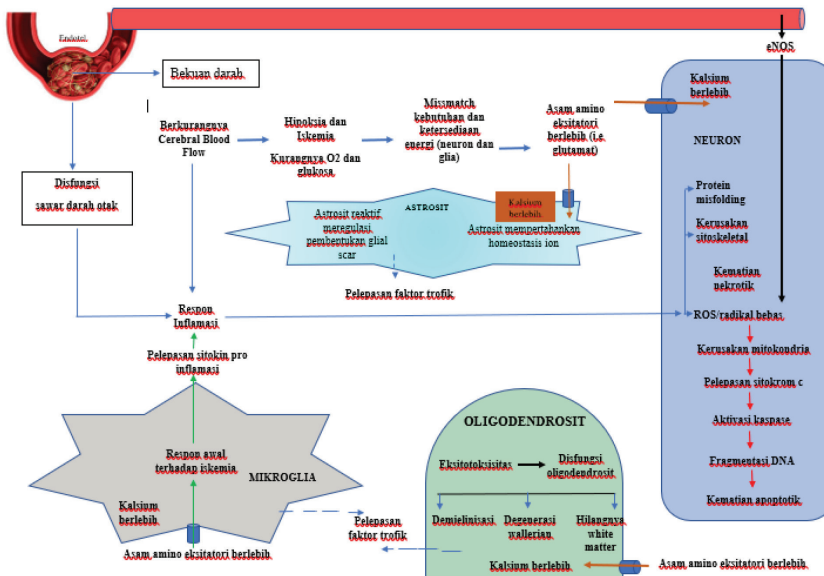 Endotel
Bekuan darah
eNOS
Kalsium
berlebih
NEURON
Berkurangnya
Cerebral Blood
Flow
Hipoksia dan
Iskemia
Kurangnya O2 dan
glukosa
Missmatch
kebutuhan dan
ketersediaan
energi (neuron dan
glia)
Asam amino
eksitatori
berlebih (i.e
glutamat)
Disfungsi
sawar darah otak
Astrosit reaktif
meregulasi
pembentukan glial
scar
ASTROSIT
Kalsium
berlebih
Astrosit mempertahankan
homeostasis ion
Pelepasan faktor trofik
Protein
misfolding
Kerusakan
sitoskeletal
Kematian
nekrotik
ROS/radikal bebas
Kerusakan mitokondria
Pelepasan sitokrom c
Aktivasi kaspase
Fragmentasi DNA
Kematian apoptotik
Respon
Inflamasi
Pelepasan sitokin pro
inflamasi
Respon awal
terhadap iskemia
MIKROGLIA
Kalsium
berlebih
Asam amino eksitatori berlebih
Pelepasan
faktor trofik
OLIGODENDROSIT
Eksitotoksisitas
Disfungsi
oligodendrosit
Demielinisasi
Degenerasi
wallerian
Hilangnya
white
matter
Kalsium berlebih
Asam amino eksitatori berlebih